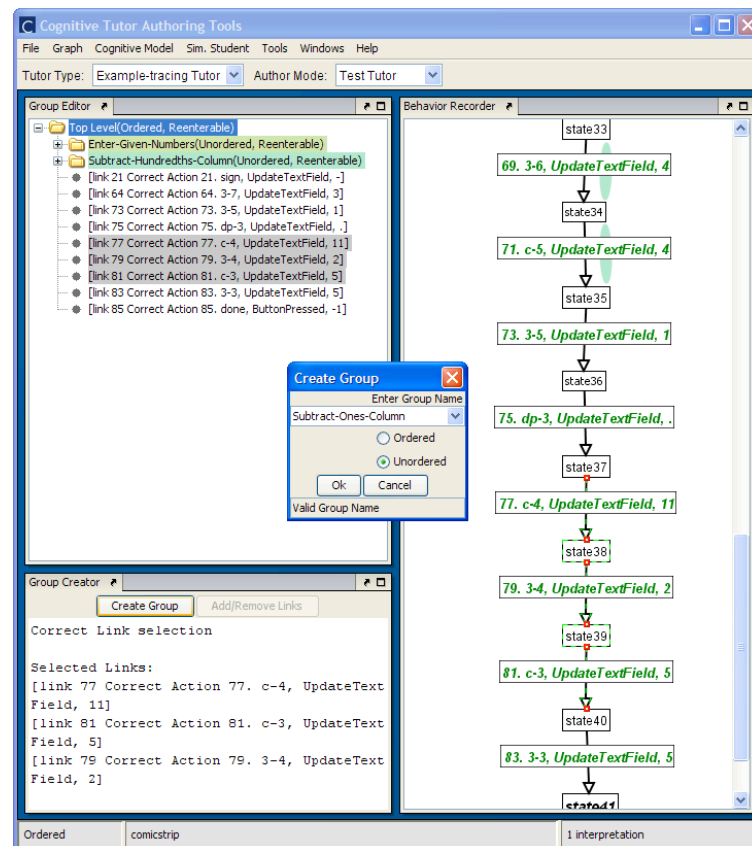 Cognitive Tutor Authoring Tools
File Graph Cognitive Model Sim. Student Tools Windows Help
Tutor Type: Example-tracing Tutor Author Mode: Test Tutor
Group Editor
Top Level(Ordered, Reenterable)
Enter-Given-Numbers(Unordered, Reenterable)
Subtract-Hundredths-Column(Unordered, Reenterable)
[link 21 Correct Action 21. sign, UpdateTextField, -]
[link 64 Correct Action 64. 3-7, UpdateTextField, 3]
[link 73 Correct Action 73. 3-5, UpdateTextField, 1]
[link 75 Correct Action 75. dp-3, UpdateTextField, .]
[link 77 Correct Action 77. c-4, UpdateTextField, 11]
[link 79 Correct Action 79. 3-4, UpdateTextField, 2]
[link 81 Correct Action 81. c-3, UpdateTextField, 5]
[link 83 Correct Action 83. 3-3, UpdateTextField, 5]
[link 85 Correct Action 85. done, ButtonPressed, -1]
Create Group
Enter Group Name
Subtract-Ones-Column
Ordered
Unordered
Ok Cancel
Valid Group Name
Group Creator
Create Group Add/Remove Links
Correct Link selection
Selected Links:
[link 77 Correct Action 77. c-4, UpdateText
Field, 11]
[link 81 Correct Action 81. c-3, UpdateText
Field, 5]
[link 79 Correct Action 79. 3-4, UpdateText
Field, 2]
Behavior Recorder
state33
69. 3-6, UpdateTextField, 4
state34
71. c-5, UpdateTextField, 4
state35
73. 3-5, UpdateTextField, 1
state36
75. dp-3, UpdateTextField, .
state37
77. c-4, UpdateTextField, 11
state38
79. 3-4, UpdateTextField, 2
state39
81. c-3, UpdateTextField, 5
state40
83. 3-3, UpdateTextField, 5
state41
Ordered comicstrip 1 interpretation